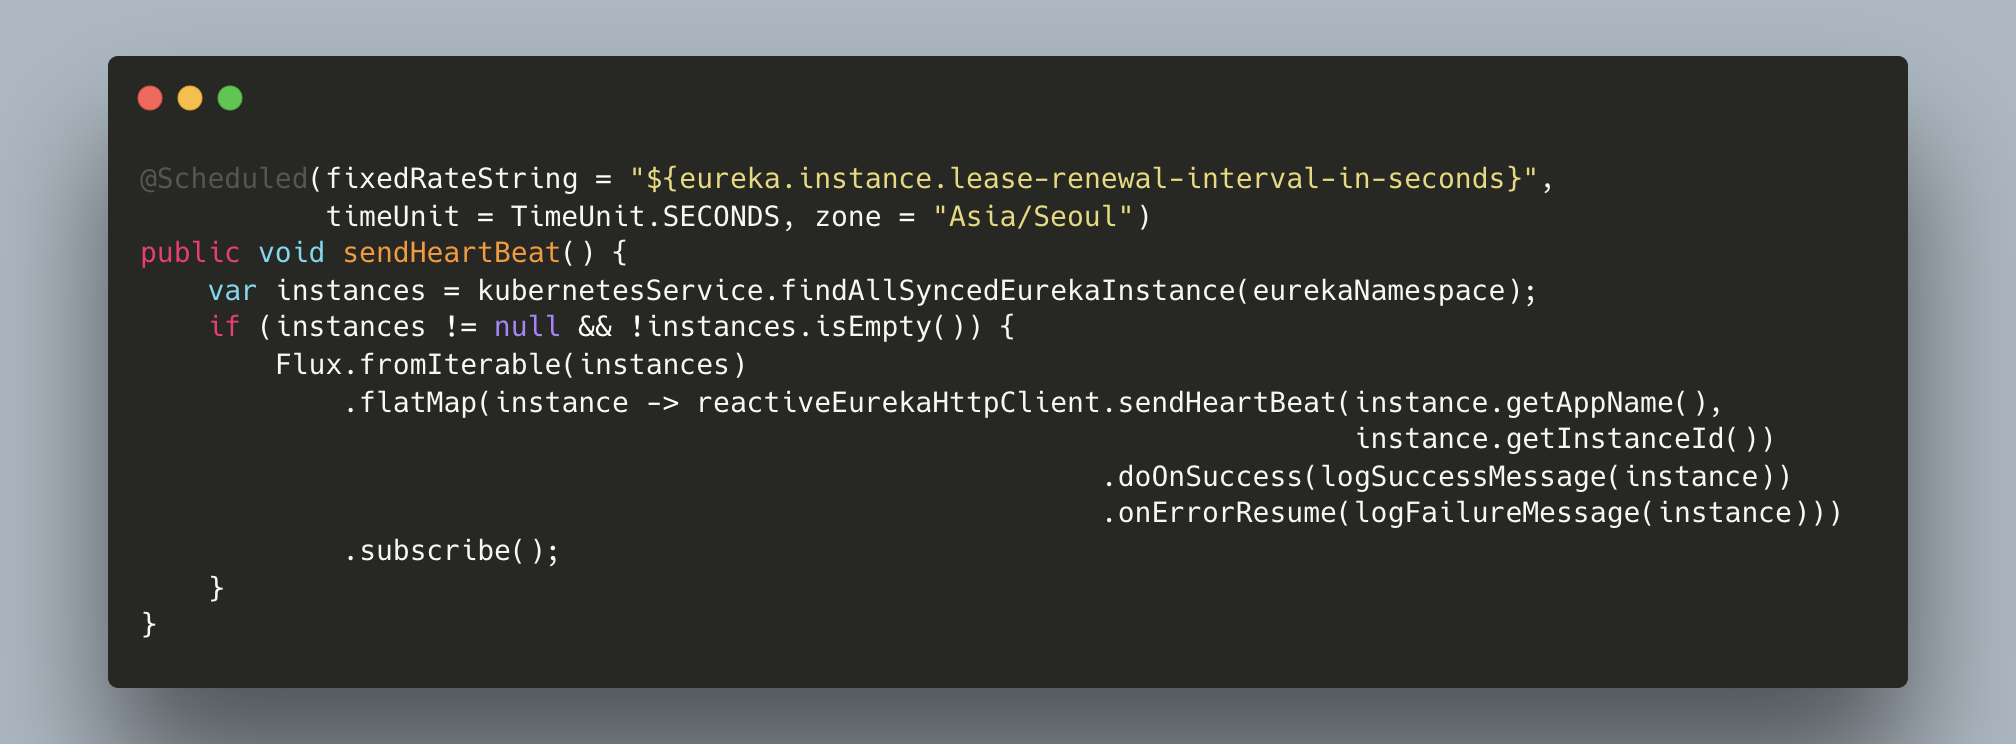 @Scheduled(fixedRateString = "${eureka.instance.lease-renewal-interval-in-seconds}",
           timeUnit = TimeUnit.SECONDS, zone = "Asia/Seoul")
public void sendHeartBeat() {
    var instances = kubernetesService.findAllSyncedEurekaInstance(eurekaNamespace);
    if (instances != null && !instances.isEmpty()) {
        Flux.fromIterable(instances)
            .flatMap(instance -> reactiveEurekaHttpClient.sendHeartBeat(instance.getAppName(),
                                                                        instance.getInstanceId())
                                                         .doOnSuccess(logSuccessMessage(instance))
                                                         .onErrorResume(logFailureMessage(instance)))
            .subscribe();
    }
}